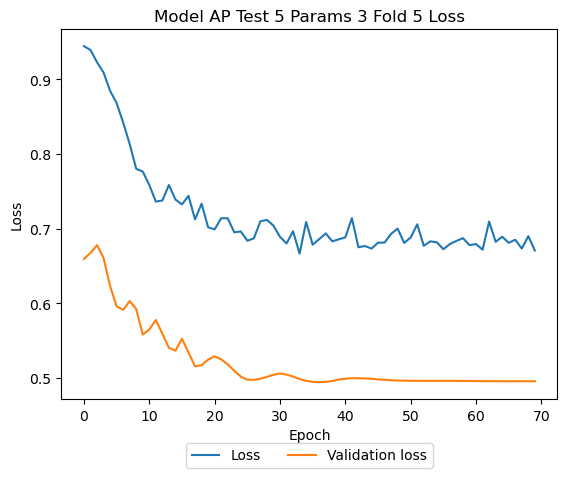 Model AP Test 5 Params 3 Fold 5 Loss
Loss
0.9
0.8
0.7
0.6
0.5
0 10 20 30 40 50 60 70
Epoch
Loss Validation loss